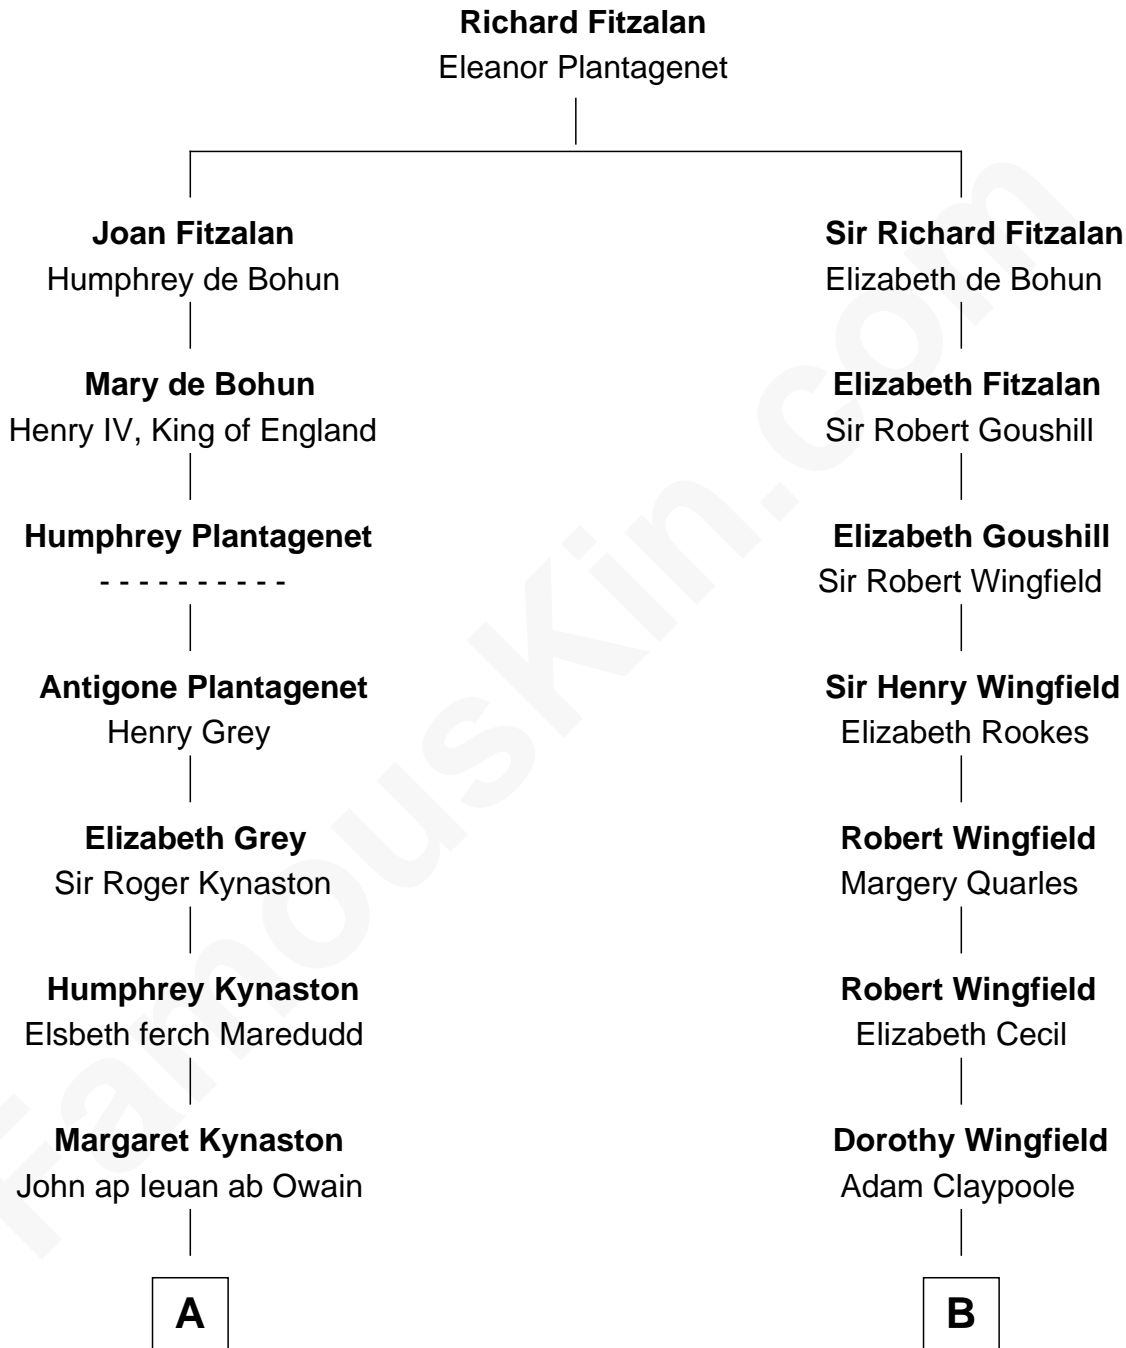 Richard Fitzalan
Eleanor Plantagenet
Joan Fitzalan
Humphrey de Bohun
Sir Richard Fitzalan
Elizabeth de Bohun
Mary de Bohun
Henry IV, King of England
Elizabeth Fitzalan
Sir Robert Goushill
Humphrey Plantagenet
- - - - - - - - - -
Elizabeth Goushill
Sir Robert Wingfield
Antigone Plantagenet
Henry Grey
Sir Henry Wingfield
Elizabeth Rookes
Elizabeth Grey
Sir Roger Kynaston
Robert Wingfield
Margery Quarles
Humphrey Kynaston
Elsbeth ferch Maredudd
Robert Wingfield
Elizabeth Cecil
Margaret Kynaston
John ap Ieuan ab Owain
Dorothy Wingfield
Adam Claypoole
A
B
FamousKin.com